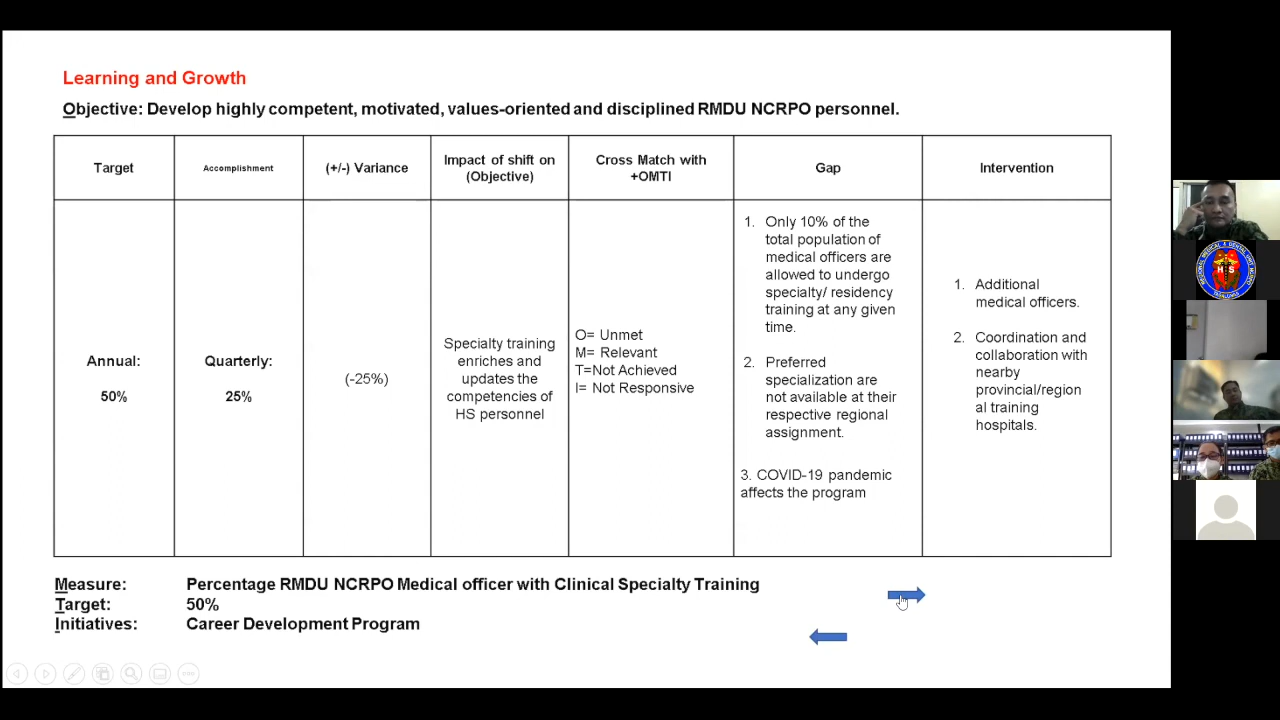 Learning and Growth
Objective: Develop highly competent, motivated, values-oriented and disciplined RMDU NCRPO personnel.
Target
Accomplishment
(+/-) Variance
Impact of shift on
(Objective)
Cross Match with
+OMTI
Gap
Intervention
Annual:
50%
Quarterly:
25%
(-25%)
Specialty training
enriches and
updates the
competencies of
HS personnel
O= Unmet
M= Relevant
T=Not Achieved
I= Not Responsive
1. Only 10% of the
total population of
medical officers are
allowed to undergo
specialty/ residency
training at any given
time.
2. Preferred
specialization are
not available at their
respective regional
assignment.
3. COVID-19 pandemic
affects the program
1. Additional
medical officers.
2. Coordination and
collaboration with
nearby
provincial/region
al training
hospitals.
Measure: Percentage RMDU NCRPO Medical officer with Clinical Specialty Training
Target: 50%
Initiatives: Career Development Program
REGIONAL MEDICAL & DENTAL UNIT NCRPO
HS